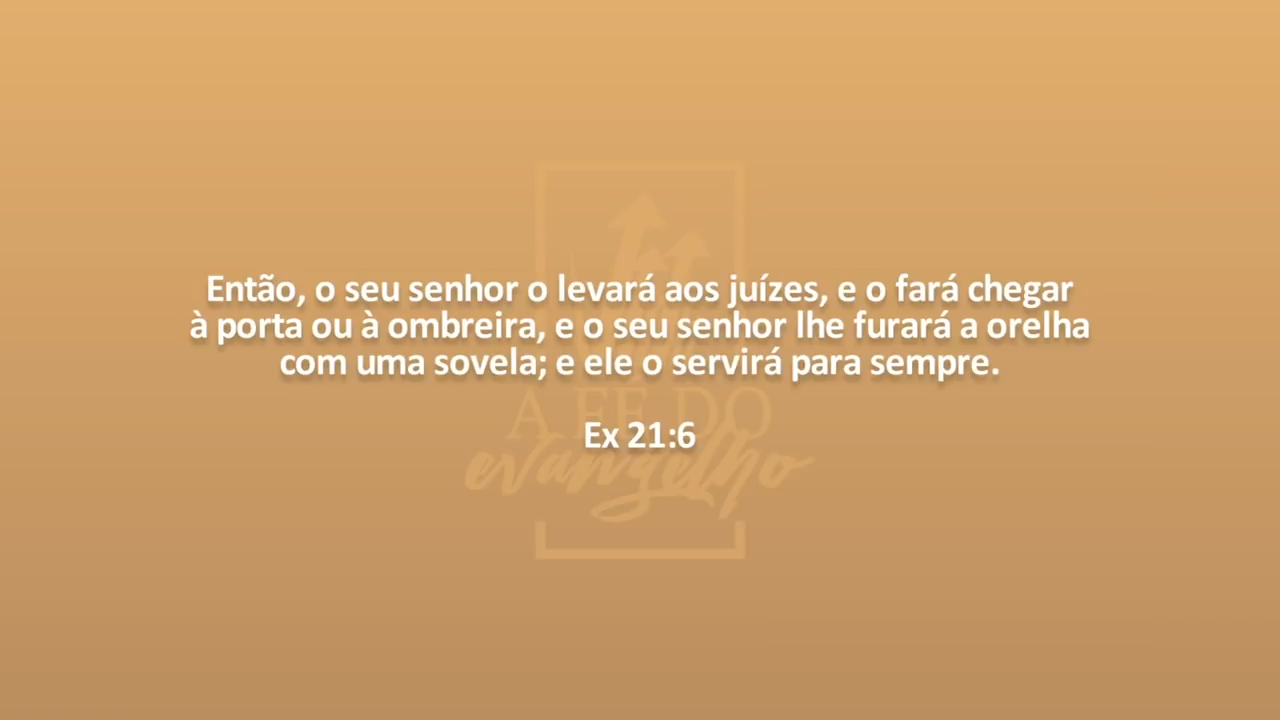 Então, o seu senhor o levará aos juízes, e o fará chegar
à porta ou à ombreira, e o seu senhor lhe furará a orelha
com uma sovela; e ele o servirá para sempre.
Ex 21:6
A FÉ DO
evangelho